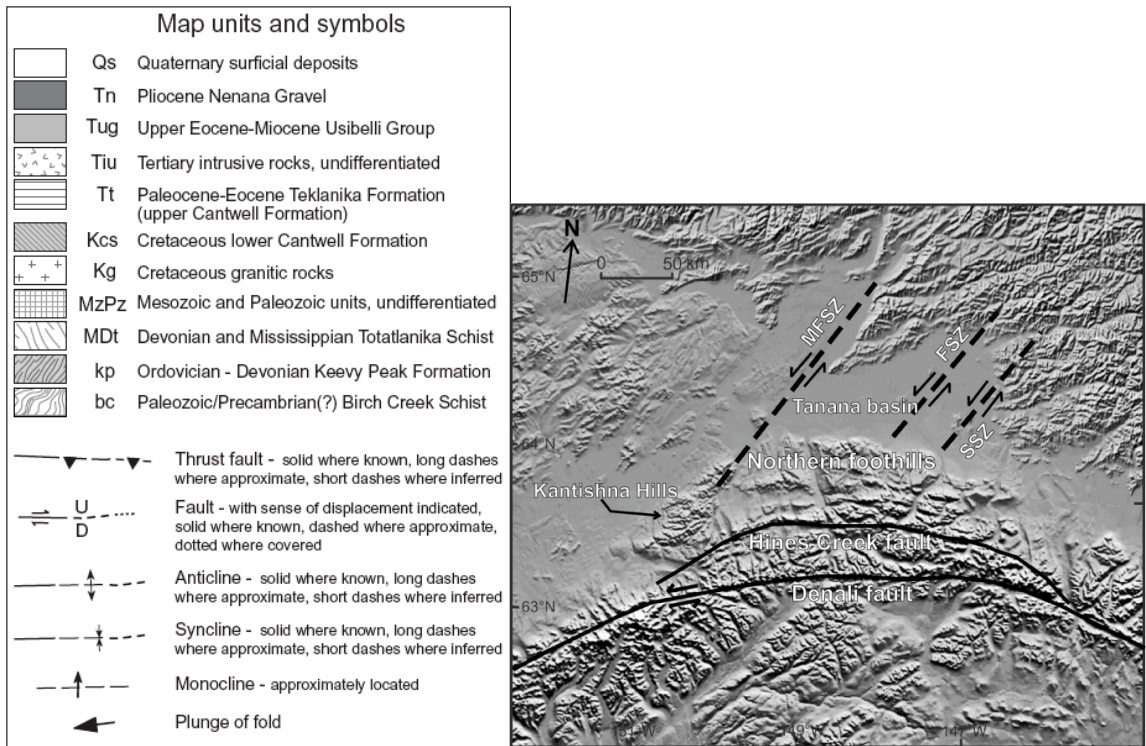 Map units and symbols
Qs Quaternary surficial deposits
Tn Pliocene Nenana Gravel
Tug Upper Eocene-Miocene Usibelli Group
Tiu Tertiary intrusive rocks, undifferentiated
Tt Paleocene-Eocene Teklanika Formation
(upper Cantwell Formation)
Kcs Cretaceous lower Cantwell Formation
Kg Cretaceous granitic rocks
MzPz Mesozoic and Paleozoic units, undifferentiated
MDt Devonian and Mississippian Totatlanika Schist
kp Ordovician - Devonian Keevy Peak Formation
bc Paleozoic/Precambrian(?) Birch Creek Schist
Thrust fault - solid where known, long dashes
where approximate, short dashes where inferred
U
D
Fault - with sense of displacement indicated,
solid where known, dashed where approximate,
dotted where covered
Anticline - solid where known, long dashes
where approximate, short dashes where inferred
Syncline - solid where known, long dashes
where approximate, short dashes where inferred
Monocline - approximately located
Plunge of fold
N
0 50 km
65°N
MFSZ
FSZ
SSZ
Tanana basin
64°N
Northern foothills
Kantishna Hills
Hines Creek fault
Denali fault
63°N
151°W
149°W
147°W